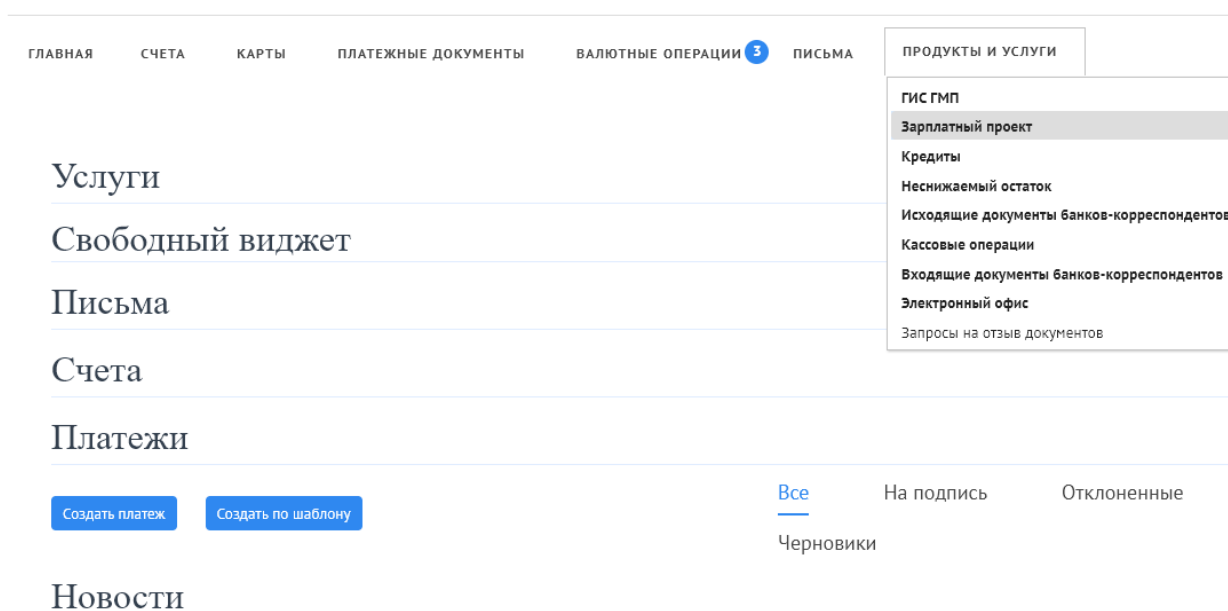 ГЛАВНАЯ СЧЕТА КАРТЫ ПЛАТЕЖНЫЕ ДОКУМЕНТЫ ВАЛЮТНЫЕ ОПЕРАЦИИ 3 ПИСЬМА ПРОДУКТЫ И УСЛУГИ
ГИС ГМП
Зарплатный проект
Кредиты
Неснижаемый остаток
Исходящие документы банков-корреспондентов
Кассовые операции
Входящие документы банков-корреспондентов
Электронный офис
Запросы на отзыв документов
Услуги
Свободный виджет
Письма
Счета
Платежи
Создать платеж Создать по шаблону
Все На подпись Отклоненные
Черновики
Новости